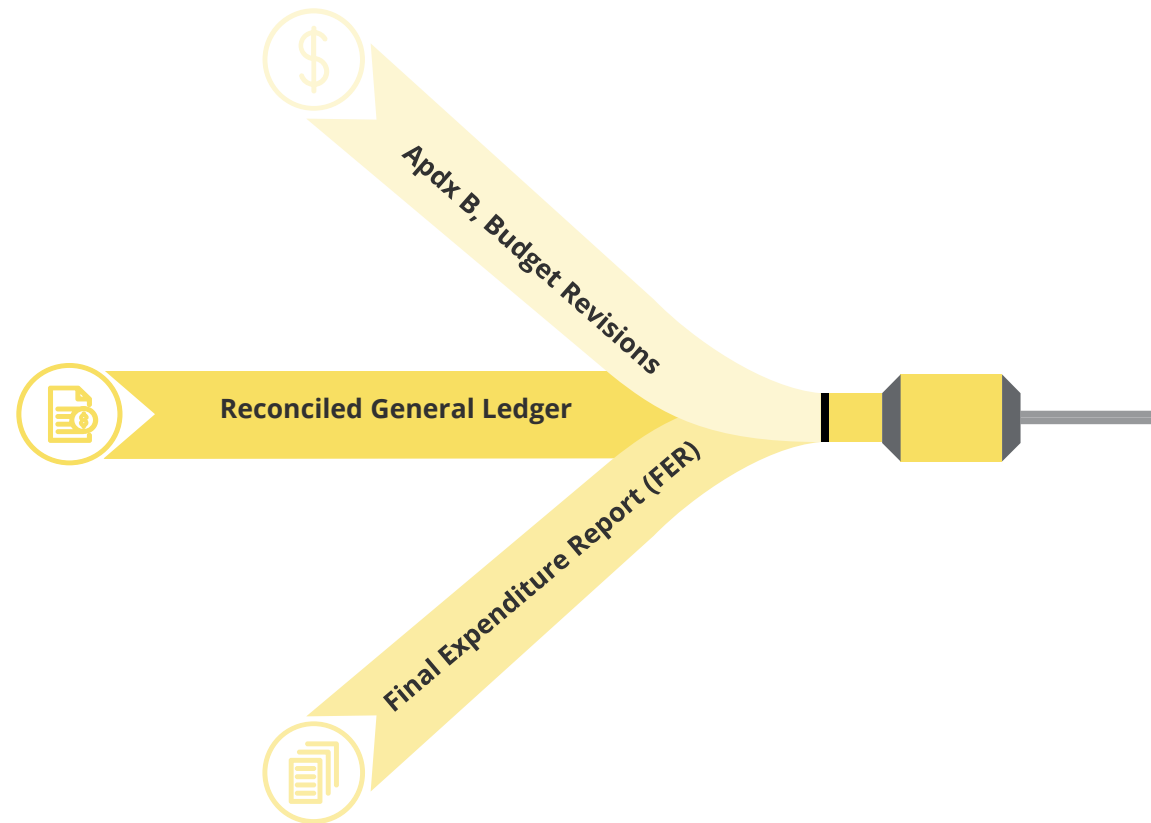 $
Apdx B, Budget Revisions
Reconciled General Ledger
Final Expenditure Report (FER)